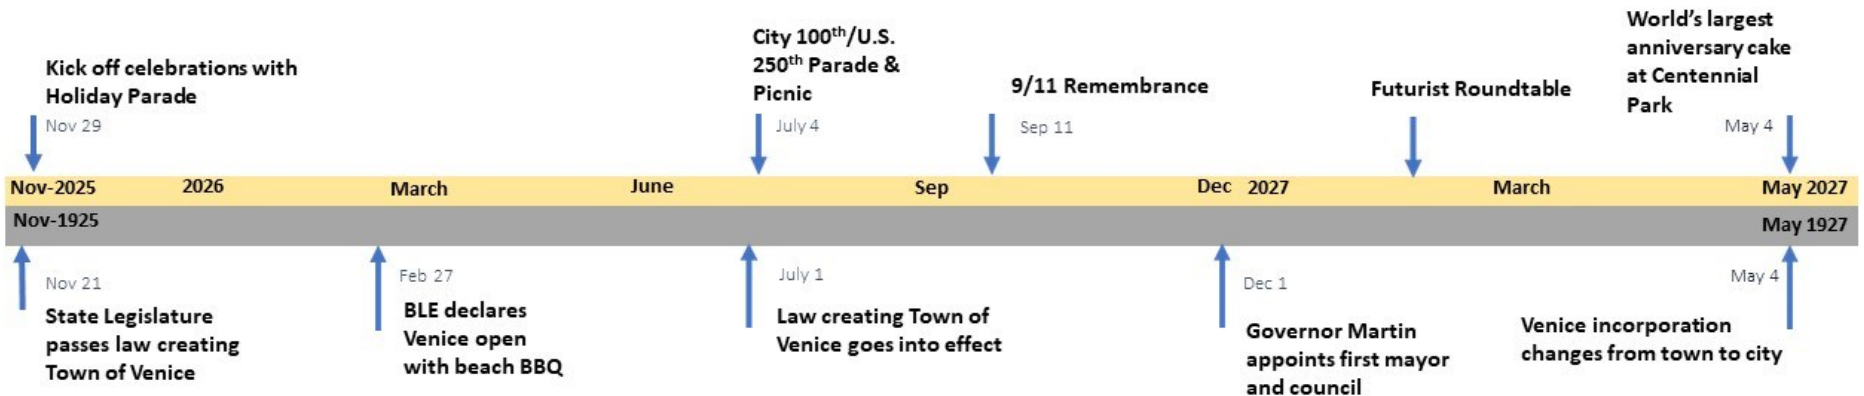 Kick off celebrations with
Holiday Parade
Nov 29
City 100th/U.S.
250th Parade &
Picnic
July 4
9/11 Remembrance
Sep 11
Futurist Roundtable
World's largest
anniversary cake
at Centennial
Park
May 4
Nov-2025 2026 March June Sep Dec 2027 March May 2027
Nov-1925 May 1927
Nov 21
State Legislature
passes law creating
Town of Venice
Feb 27
BLE declares
Venice open
with beach BBQ
July 1
Law creating Town of
Venice goes into effect
Dec 1
Governor Martin
appoints first mayor
and council
May 4
Venice incorporation
changes from town to city